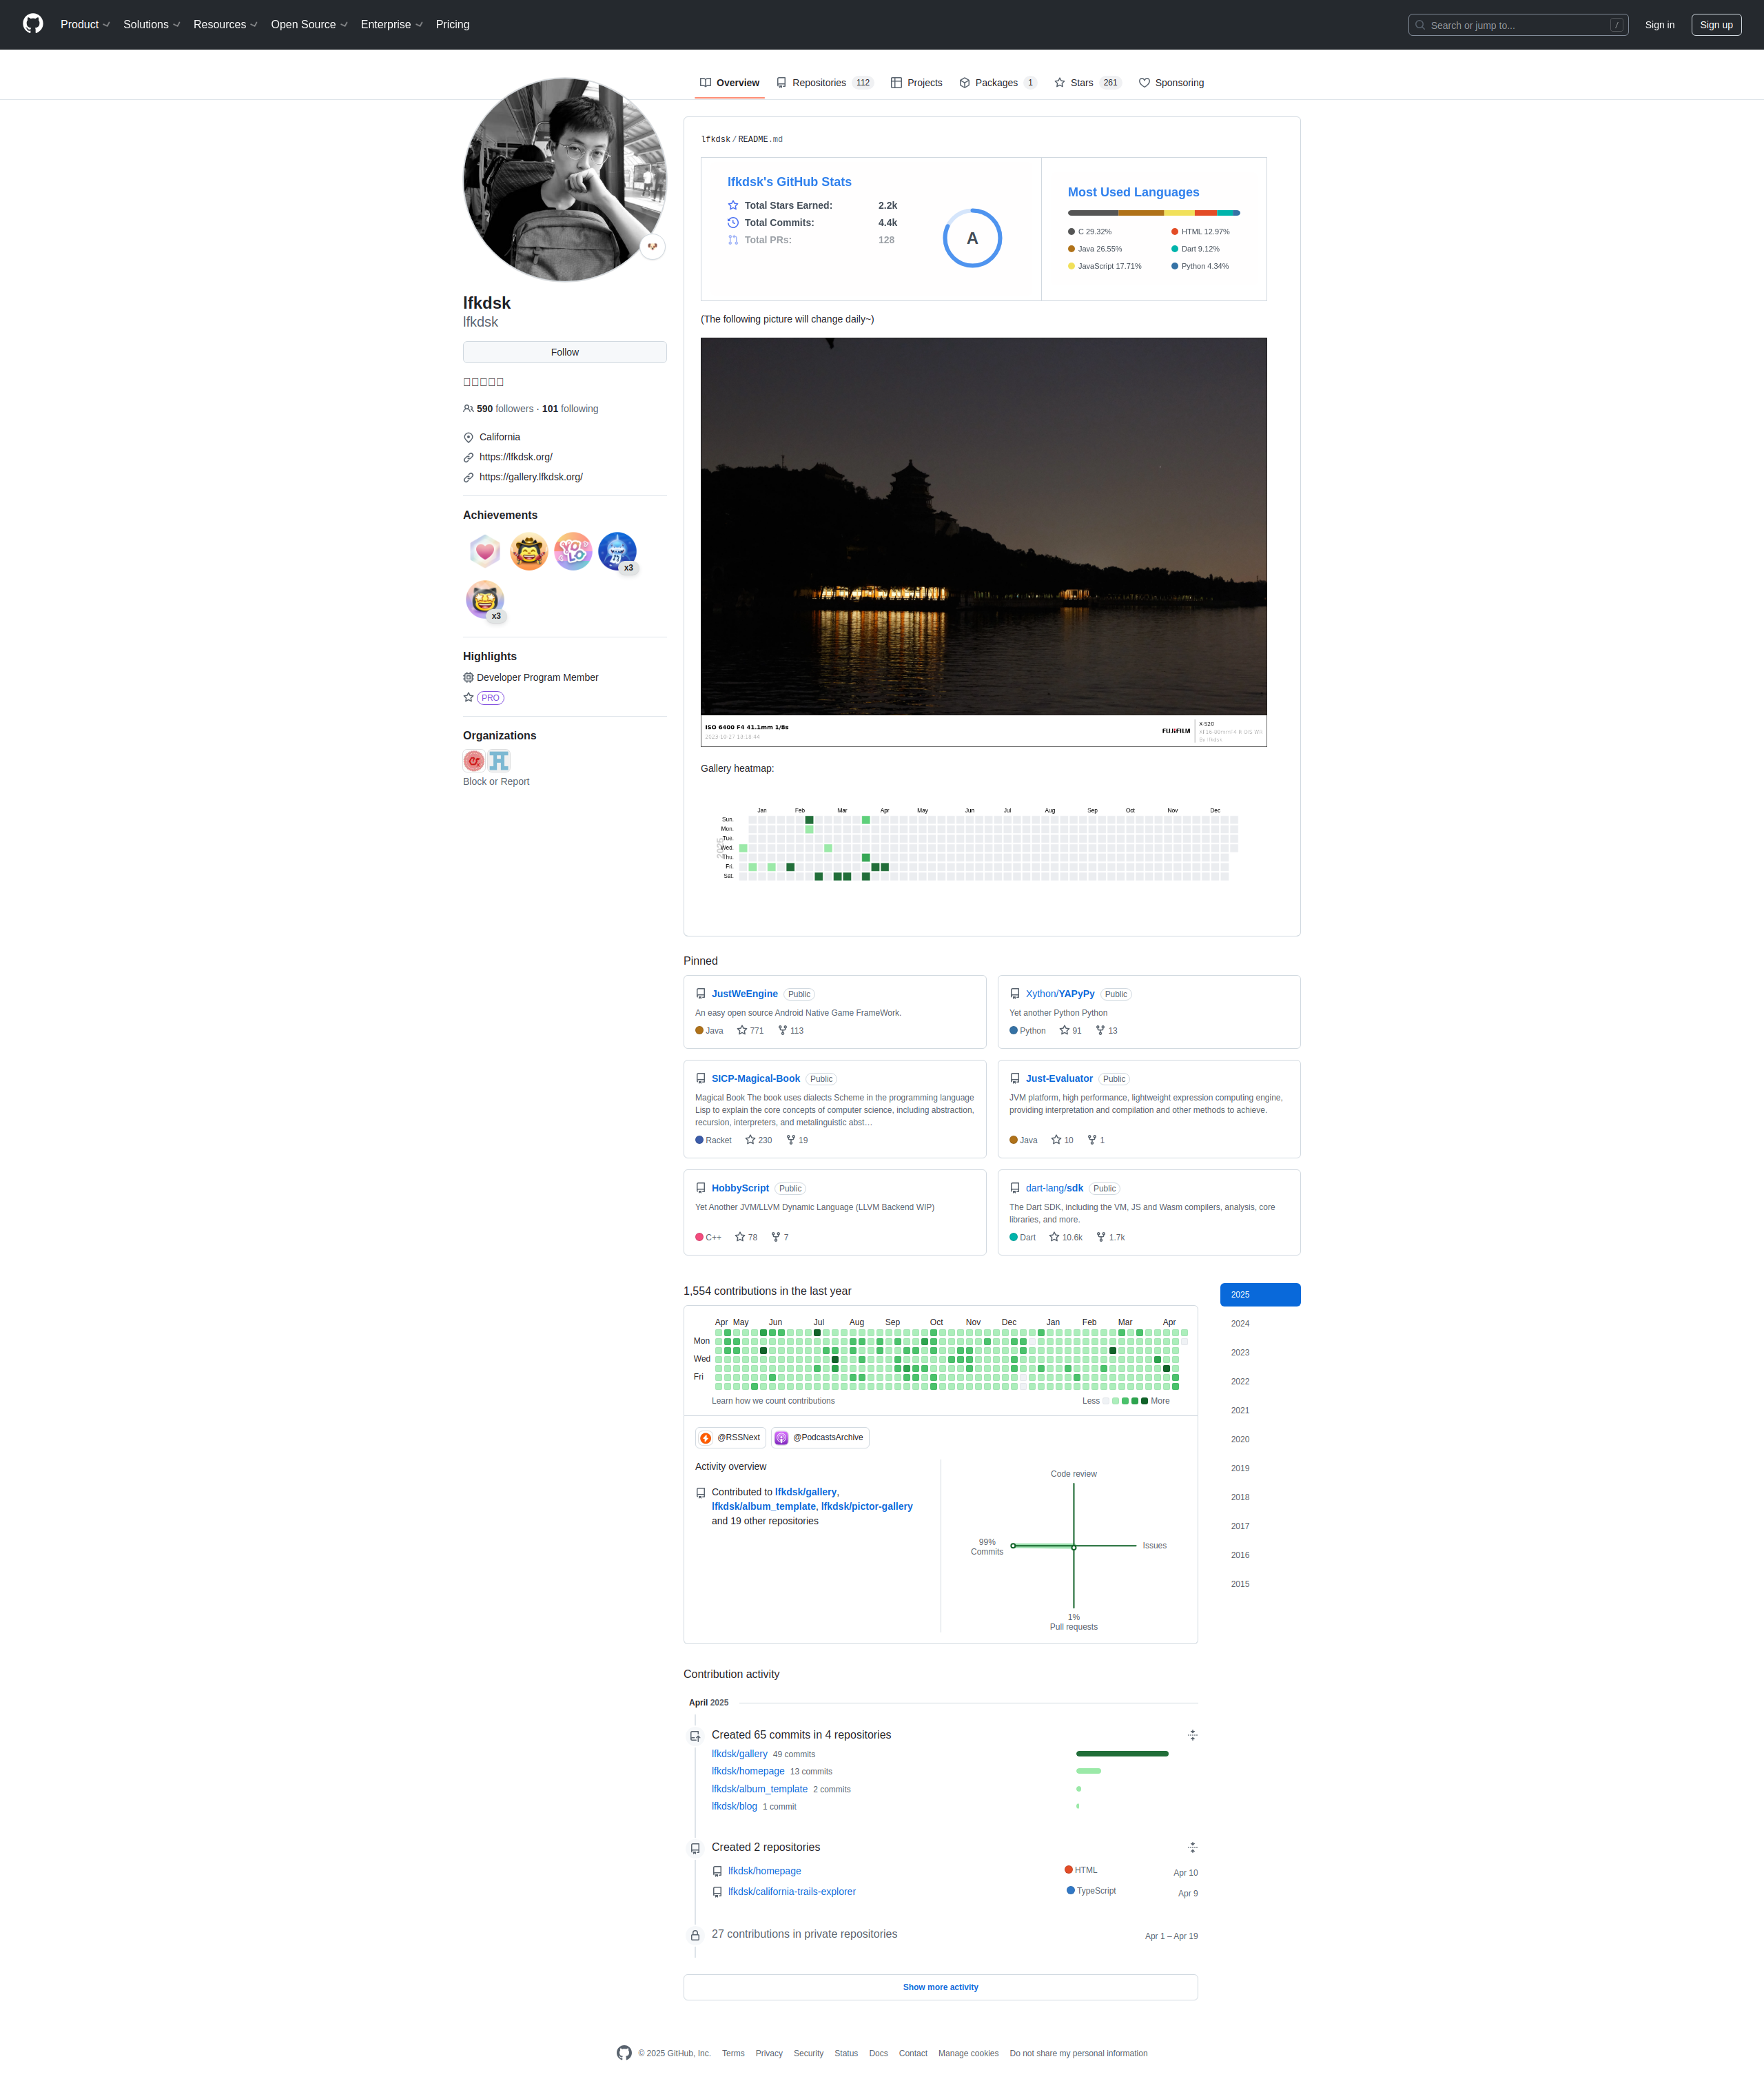 Product Solutions Resources Open Source Enterprise Pricing
Search or jump to... /
Sign in Sign up
Overview Repositories 112 Projects Packages 1 Stars 261 Sponsoring
lfkdsk
lfkdsk
Follow
590 followers · 101 following
California
https://lfkdsk.org/
https://gallery.lfkdsk.org/
Achievements
YOLO
x3
x3
Highlights
Developer Program Member
PRO
Organizations
Block or Report
lfkdsk/README.md
lfkdsk's GitHub Stats
Total Stars Earned: 2.2k
Total Commits: 4.4k
Total PRs: 128
A
Most Used Languages
C 29.32%
Java 26.55%
JavaScript 17.71%
HTML 12.97%
Dart 9.12%
Python 4.34%
(The following picture will change daily~)
ISO 6400 F4 41.1mm 1/8s
FUJIFILM
X-S20
Gallery heatmap:
Jan Feb Mar Apr May Jun Jul Aug Sep Oct Nov Dec
Sun.
Mon.
Tue.
Wed.
Thu.
Fri.
Sat.
Pinned
JustWeEngine Public
An easy open source Android Native Game FrameWork.
Java 771 113
Xython/YAPyPy Public
Yet another Python Python
Python 91 13
SICP-Magical-Book Public
Magical Book The book uses dialects Scheme in the programming language
Lisp to explain the core concepts of computer science, including abstraction,
recursion, interpreters, and metalinguistic abst…
Racket 230 19
Just-Evaluator Public
JVM platform, high performance, lightweight expression computing engine,
providing interpretation and compilation and other methods to achieve.
Java 10 1
HobbyScript Public
Yet Another JVM/LLVM Dynamic Language (LLVM Backend WIP)
C++ 78 7
dart-lang/sdk Public
The Dart SDK, including the VM, JS and Wasm compilers, analysis, core
libraries, and more.
Dart 10.6k 1.7k
1,554 contributions in the last year
Apr May Jun Jul Aug Sep Oct Nov Dec Jan Feb Mar Apr
Mon
Wed
Fri
Learn how we count contributions
Less More
@RSSNext @PodcastsArchive
Activity overview
Contributed to lfkdsk/gallery,
lfkdsk/album_template, lfkdsk/pictor-gallery
and 19 other repositories
Code review
99%
Commits
Issues
1%
Pull requests
2025
2024
2023
2022
2021
2020
2019
2018
2017
2016
2015
Contribution activity
April 2025
Created 65 commits in 4 repositories
lfkdsk/gallery 49 commits
lfkdsk/homepage 13 commits
lfkdsk/album_template 2 commits
lfkdsk/blog 1 commit
Created 2 repositories
lfkdsk/homepage HTML Apr 10
lfkdsk/california-trails-explorer TypeScript Apr 9
27 contributions in private repositories Apr 1 – Apr 19
Show more activity
© 2025 GitHub, Inc. Terms Privacy Security Status Docs Contact Manage cookies Do not share my personal information